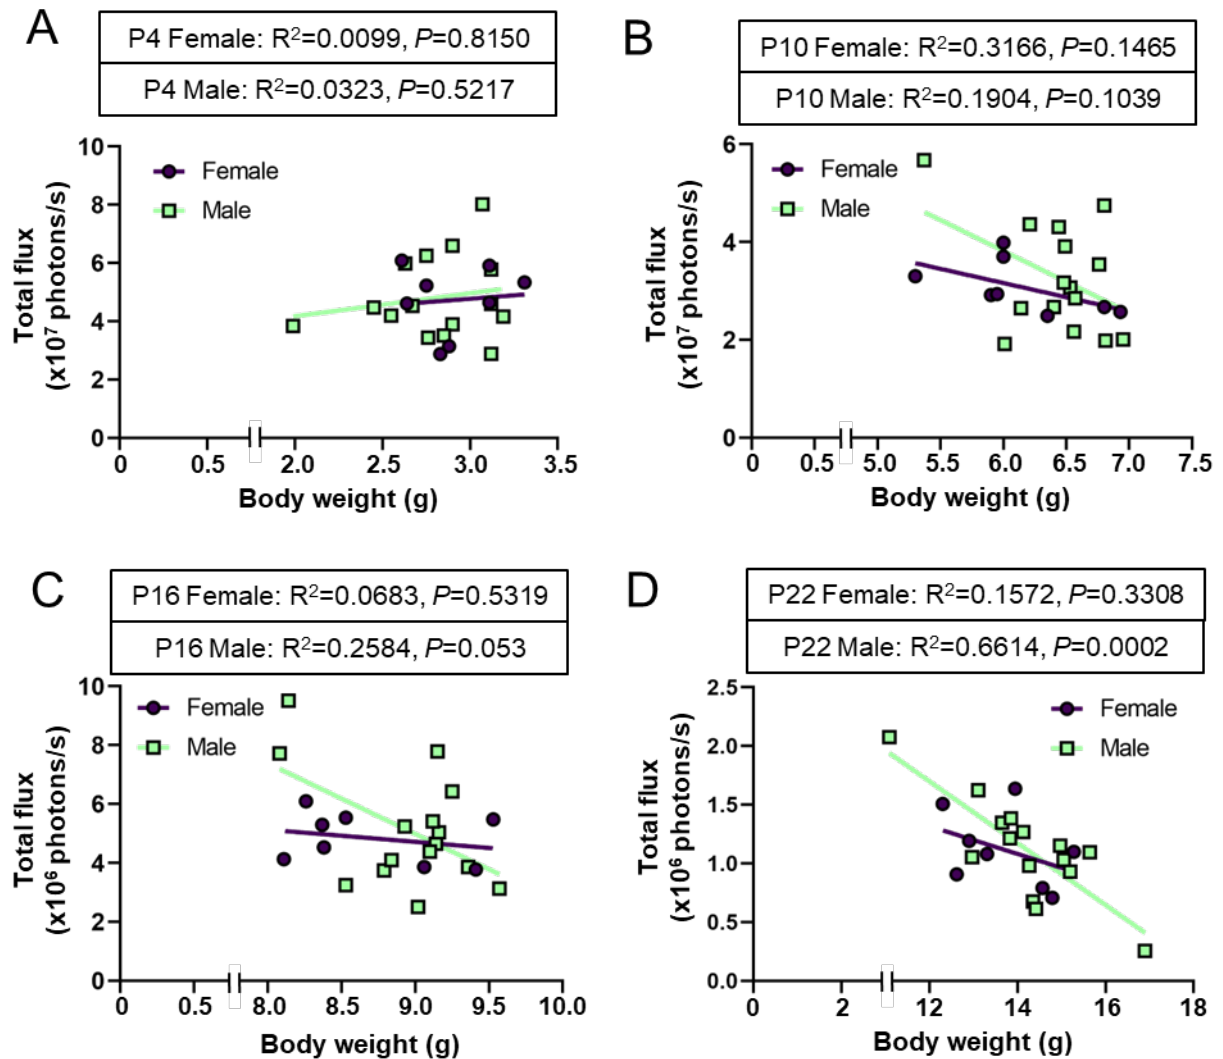 A
P4 Female: R²=0.0099, P=0.8150
P4 Male: R²=0.0323, P=0.5217
Total flux
(x10⁷ photons/s)
10
8
6
4
2
0
Female
Male
0
0.5
2.0
2.5
3.0
3.5
Body weight (g)
B
P10 Female: R²=0.3166, P=0.1465
P10 Male: R²=0.1904, P=0.1039
Total flux
(x10⁷ photons/s)
6
4
2
0
Female
Male
0
0.5
5.0
5.5
6.0
6.5
7.0
7.5
Body weight (g)
C
P16 Female: R²=0.0683, P=0.5319
P16 Male: R²=0.2584, P=0.053
Total flux
(x10⁶ photons/s)
10
8
6
4
2
0
Female
Male
0
0.5
8.0
8.5
9.0
9.5
10.0
Body weight (g)
D
P22 Female: R²=0.1572, P=0.3308
P22 Male: R²=0.6614, P=0.0002
Total flux
(x10⁶ photons/s)
2.5
2.0
1.5
1.0
0.5
0.0
Female
Male
0
2
12
14
16
18
Body weight (g)